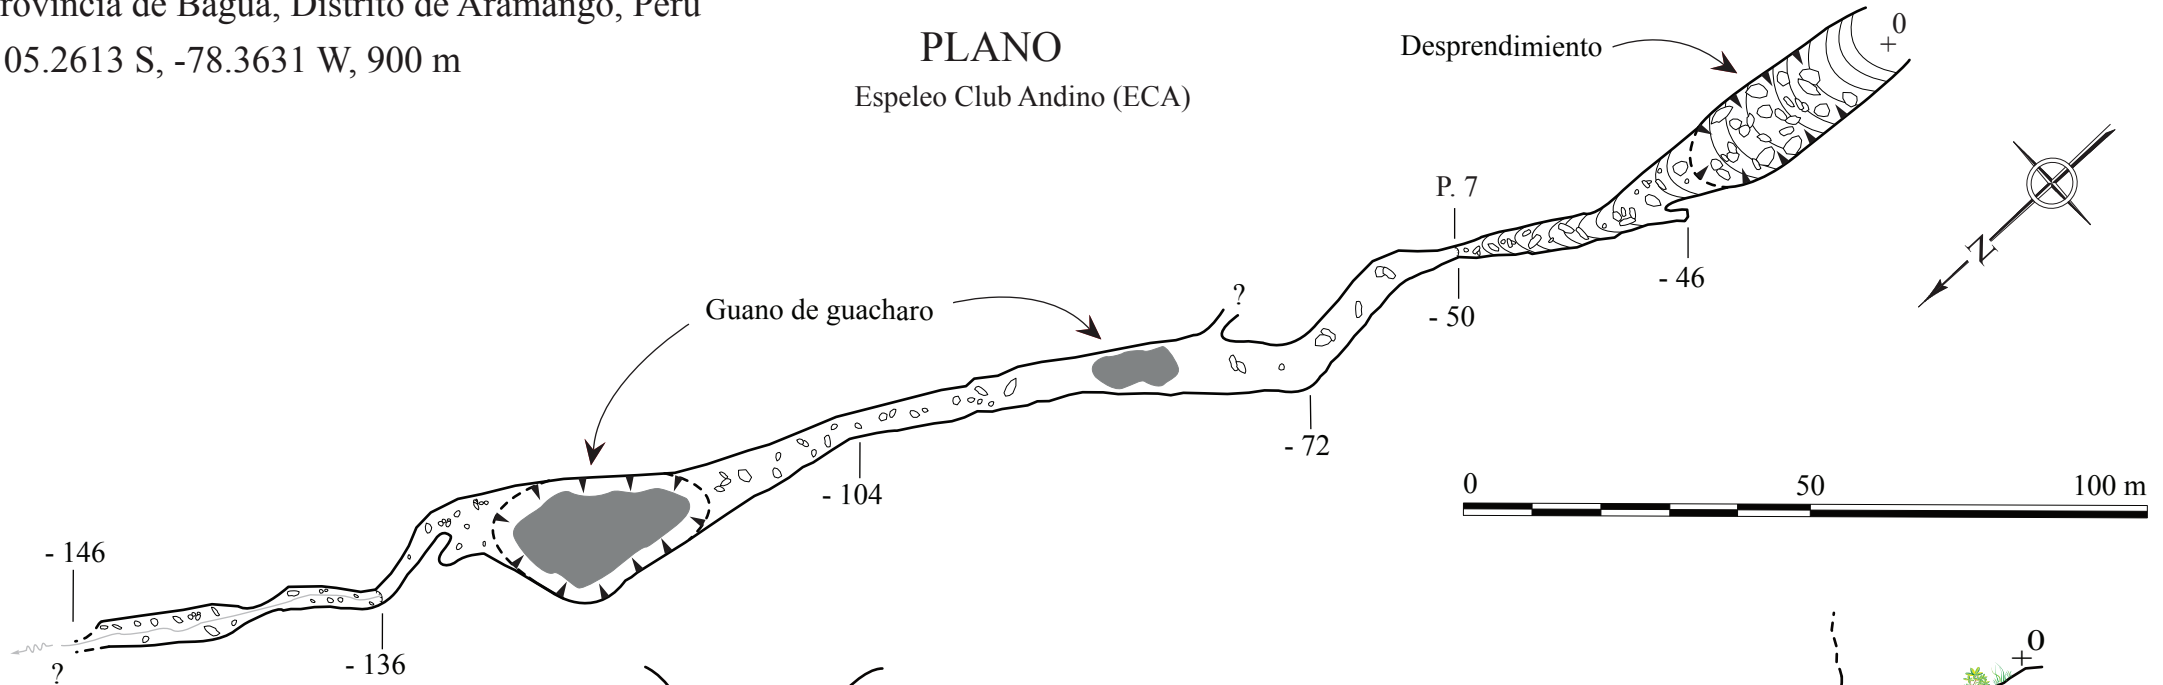 rovincia de Bagua, Distrito de Aramango, Perú
05.2613 S, -78.3631 W, 900 m
PLANO
Espeleo Club Andino (ECA)
Desprendimiento
0
+
P. 7
N
- 46
- 50
?
Guano de guacharo
- 72
0 50 100 m
- 104
- 146
- 136
?
0
+